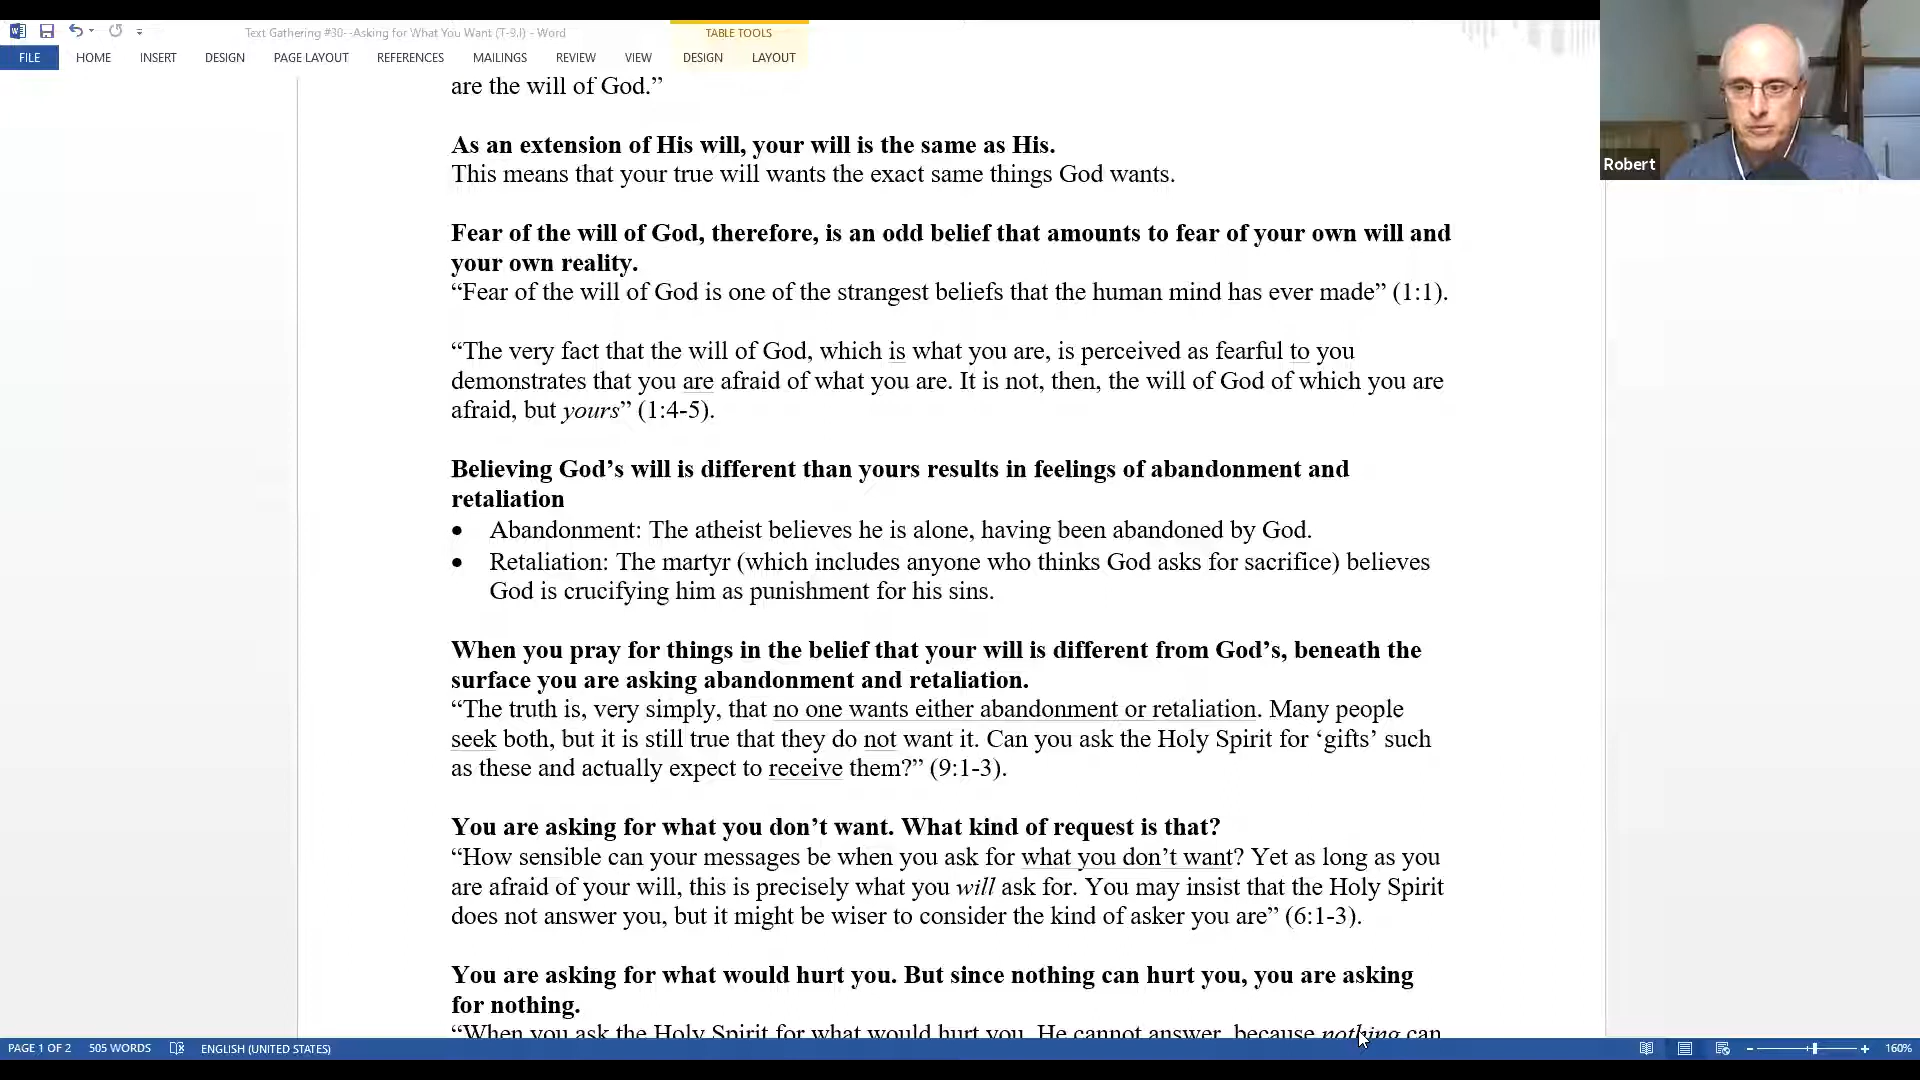 Text Gathering #30--Asking for What You Want (T-9.I) - Word
TABLE TOOLS
FILE HOME INSERT DESIGN PAGE LAYOUT REFERENCES MAILINGS REVIEW VIEW DESIGN LAYOUT
Robert
are the will of God.”
As an extension of His will, your will is the same as His.
This means that your true will wants the exact same things God wants.
Fear of the will of God, therefore, is an odd belief that amounts to fear of your own will and
your own reality.
“Fear of the will of God is one of the strangest beliefs that the human mind has ever made” (1:1).
“The very fact that the will of God, which is what you are, is perceived as fearful to you
demonstrates that you are afraid of what you are. It is not, then, the will of God of which you are
afraid, but yours” (1:4-5).
Believing God’s will is different than yours results in feelings of abandonment and
retaliation
• Abandonment: The atheist believes he is alone, having been abandoned by God.
• Retaliation: The martyr (which includes anyone who thinks God asks for sacrifice) believes
God is crucifying him as punishment for his sins.
When you pray for things in the belief that your will is different from God’s, beneath the
surface you are asking abandonment and retaliation.
“The truth is, very simply, that no one wants either abandonment or retaliation. Many people
seek both, but it is still true that they do not want it. Can you ask the Holy Spirit for ‘gifts’ such
as these and actually expect to receive them?” (9:1-3).
You are asking for what you don’t want. What kind of request is that?
“How sensible can your messages be when you ask for what you don’t want? Yet as long as you
are afraid of your will, this is precisely what you will ask for. You may insist that the Holy Spirit
does not answer you, but it might be wiser to consider the kind of asker you are” (6:1-3).
You are asking for what would hurt you. But since nothing can hurt you, you are asking
for nothing.
“When you ask the Holy Spirit for what would hurt you, He cannot answer, because nothing can
PAGE 1 OF 2 505 WORDS ENGLISH (UNITED STATES) 160%